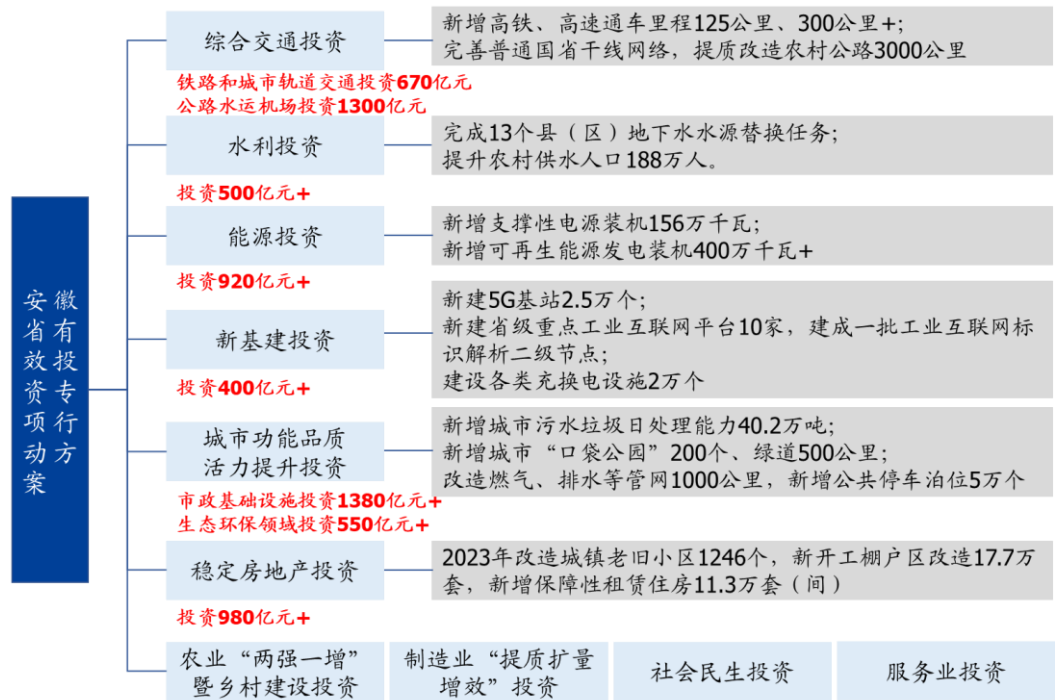 综合交通投资
新增高铁、高速通车里程125公里、300公里+;
完善普通国省干线网络，提质改造农村公路3000公里
铁路和城市轨道交通投资670亿元
公路水运机场投资1300亿元
水利投资
完成13个县（区）地下水水源替换任务;
提升农村供水人口188万人。
投资500亿元+
能源投资
新增支撑性电源装机156万千瓦;
新增可再生能源发电装机400万千瓦+
投资920亿元+
安徽
省有
效投
资专
项行
动方
案
新基建投资
新建5G基站2.5万个;
新建省级重点工业互联网平台10家，建成一批工业互联网标
识解析二级节点;
建设各类充换电设施2万个
投资400亿元+
城市功能品质
活力提升投资
新增城市污水垃圾日处理能力40.2万吨;
新增城市“口袋公园”200个、绿道500公里;
改造燃气、排水等管网1000公里，新增公共停车泊位5万个
市政基础设施投资1380亿元+
生态环保领域投资550亿元+
稳定房地产投资
2023年改造城镇老旧小区1246个，新开工棚户区改造17.7万
套，新增保障性租赁住房11.3万套（间）
投资980亿元+
农业“两强一增”
暨乡村建设投资
制造业“提质扩量
增效”投资
社会民生投资
服务业投资